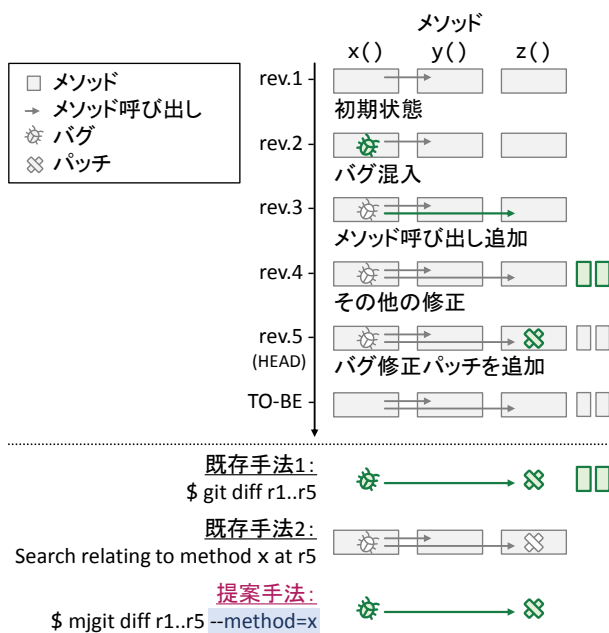 メソッド
x() y() z()
メソッド
メソッド呼び出し
バグ
パッチ
rev.1
初期状態
rev.2
バグ混入
rev.3
メソッド呼び出し追加
rev.4
その他の修正
rev.5
(HEAD)
バグ修正パッチを追加
TO-BE
既存手法1:
$ git diff r1..r5
既存手法2:
Search relating to method x at r5
提案手法:
$ mjgit diff r1..r5 --method=x